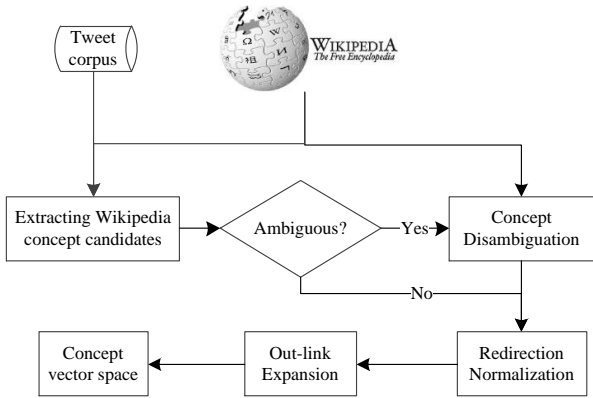 Tweet
corpus
WIKIPEDIA
The Free Encyclopedia
Extracting Wikipedia
concept candidates
Ambiguous?
Yes
Concept
Disambiguation
No
Concept
vector space
Out-link
Expansion
Redirection
Normalization